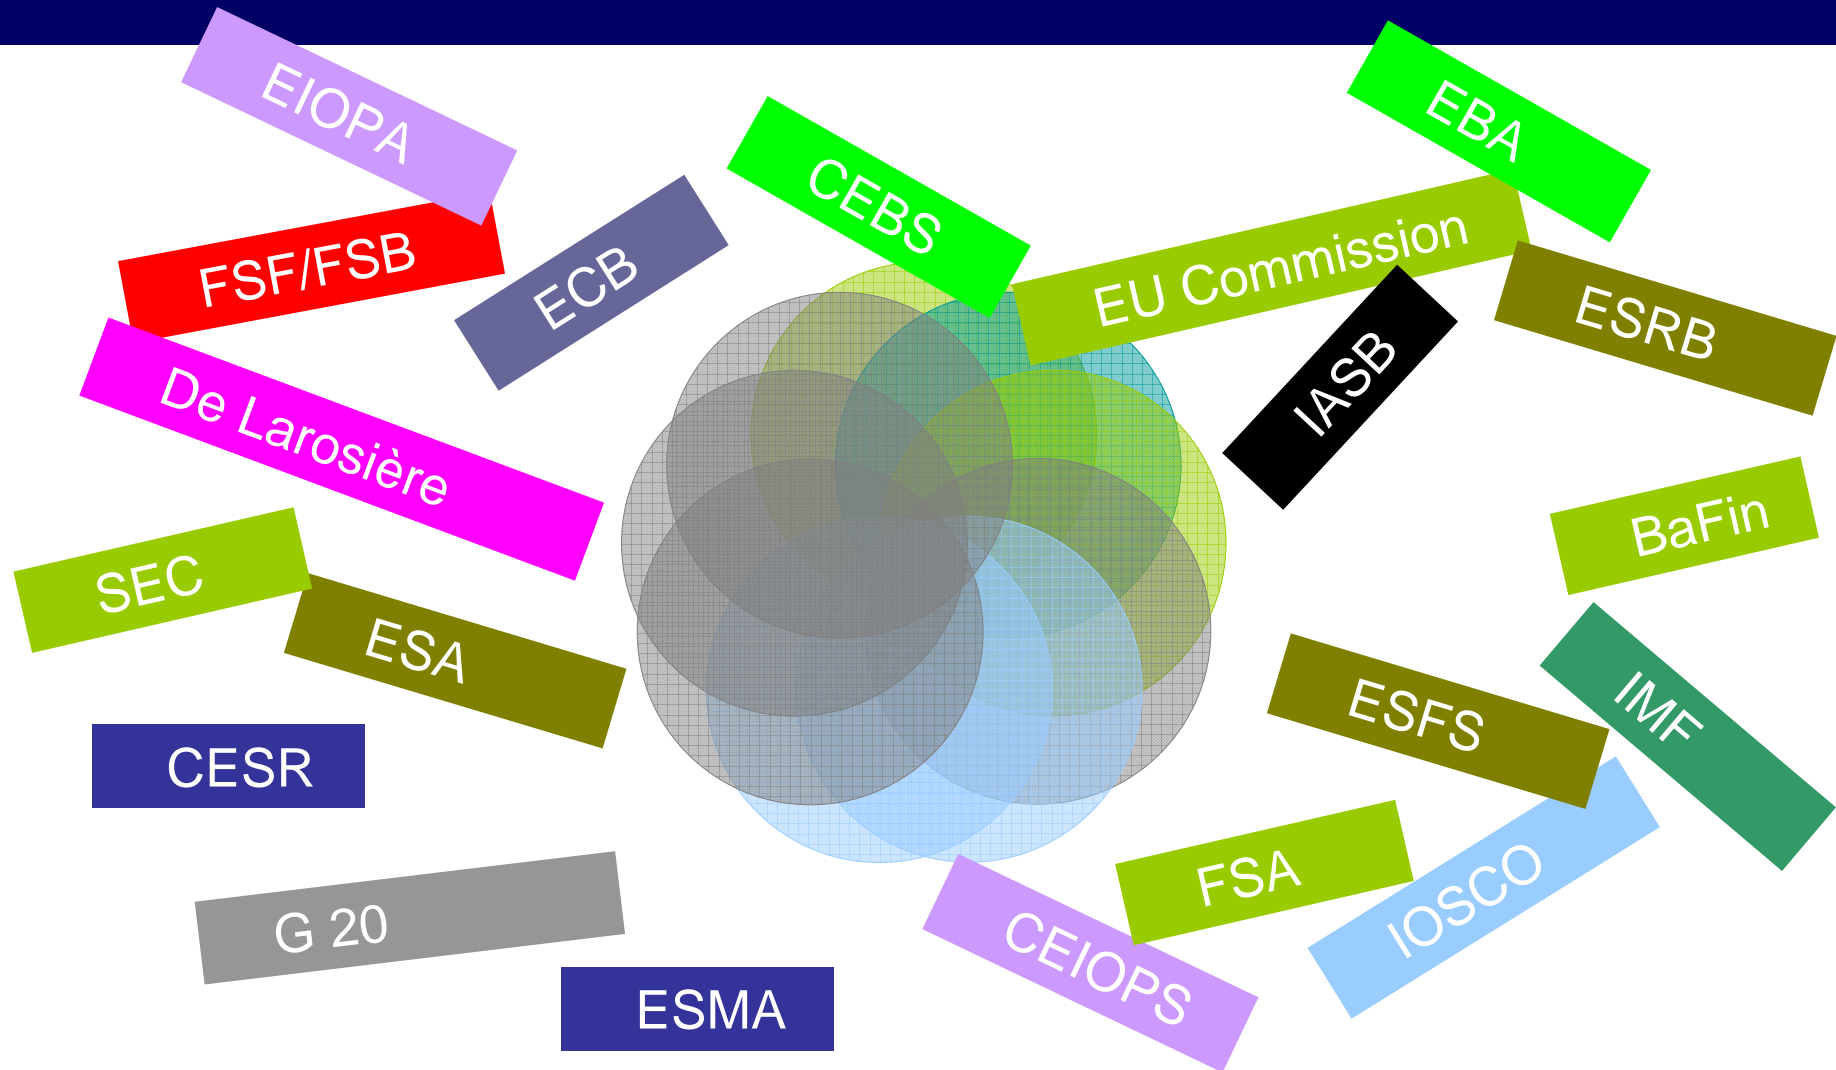 EIOPA
EBA
CEBS
FSF/FSB
ECB
EU Commission
ESRB
IASB
De Larosière
BaFin
SEC
ESA
IMF
ESFS
CESR
FSA
IOSCO
G 20
CEIOPS
ESMA